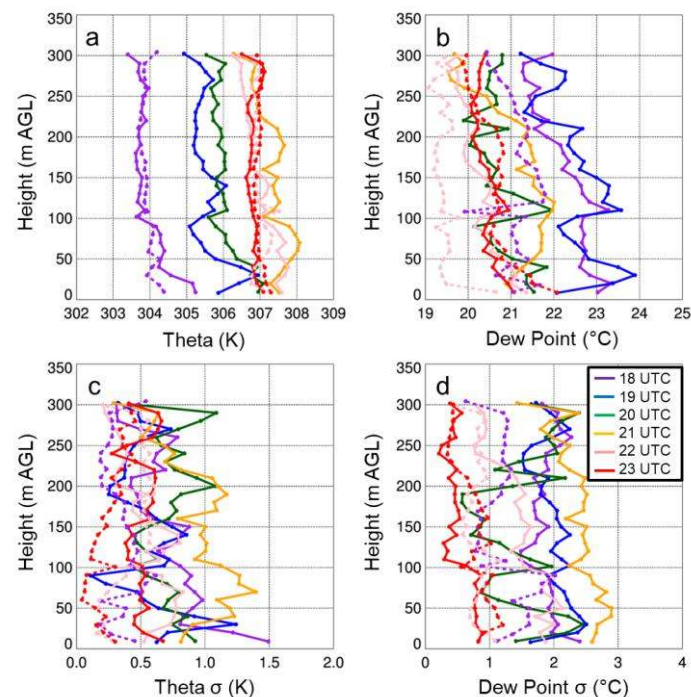 a
350
300
250
200
150
100
50
0
Height (m AGL)
302 303 304 305 306 307 308 309
Theta (K)
b
350
300
250
200
150
100
50
0
Height (m AGL)
19 20 21 22 23 24 25
Dew Point (°C)
c
350
300
250
200
150
100
50
0
Height (m AGL)
0.0 0.5 1.0 1.5 2.0
Theta σ (K)
d
350
300
250
200
150
100
50
0
Height (m AGL)
0 1 2 3 4
Dew Point σ (°C)
18 UTC
19 UTC
20 UTC
21 UTC
22 UTC
23 UTC